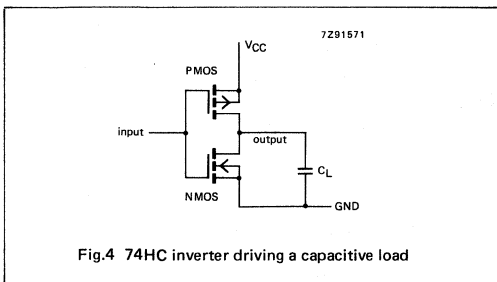 7Z91571
VCC
PMOS
input
output
CL
NMOS
GND
Fig.4 74HC inverter driving a capacitive load